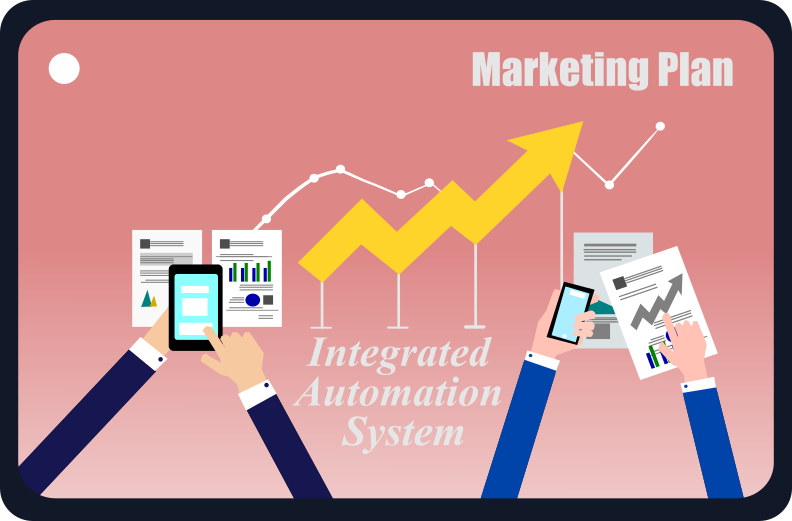 Marketing Plan
Integrated
Automation
System